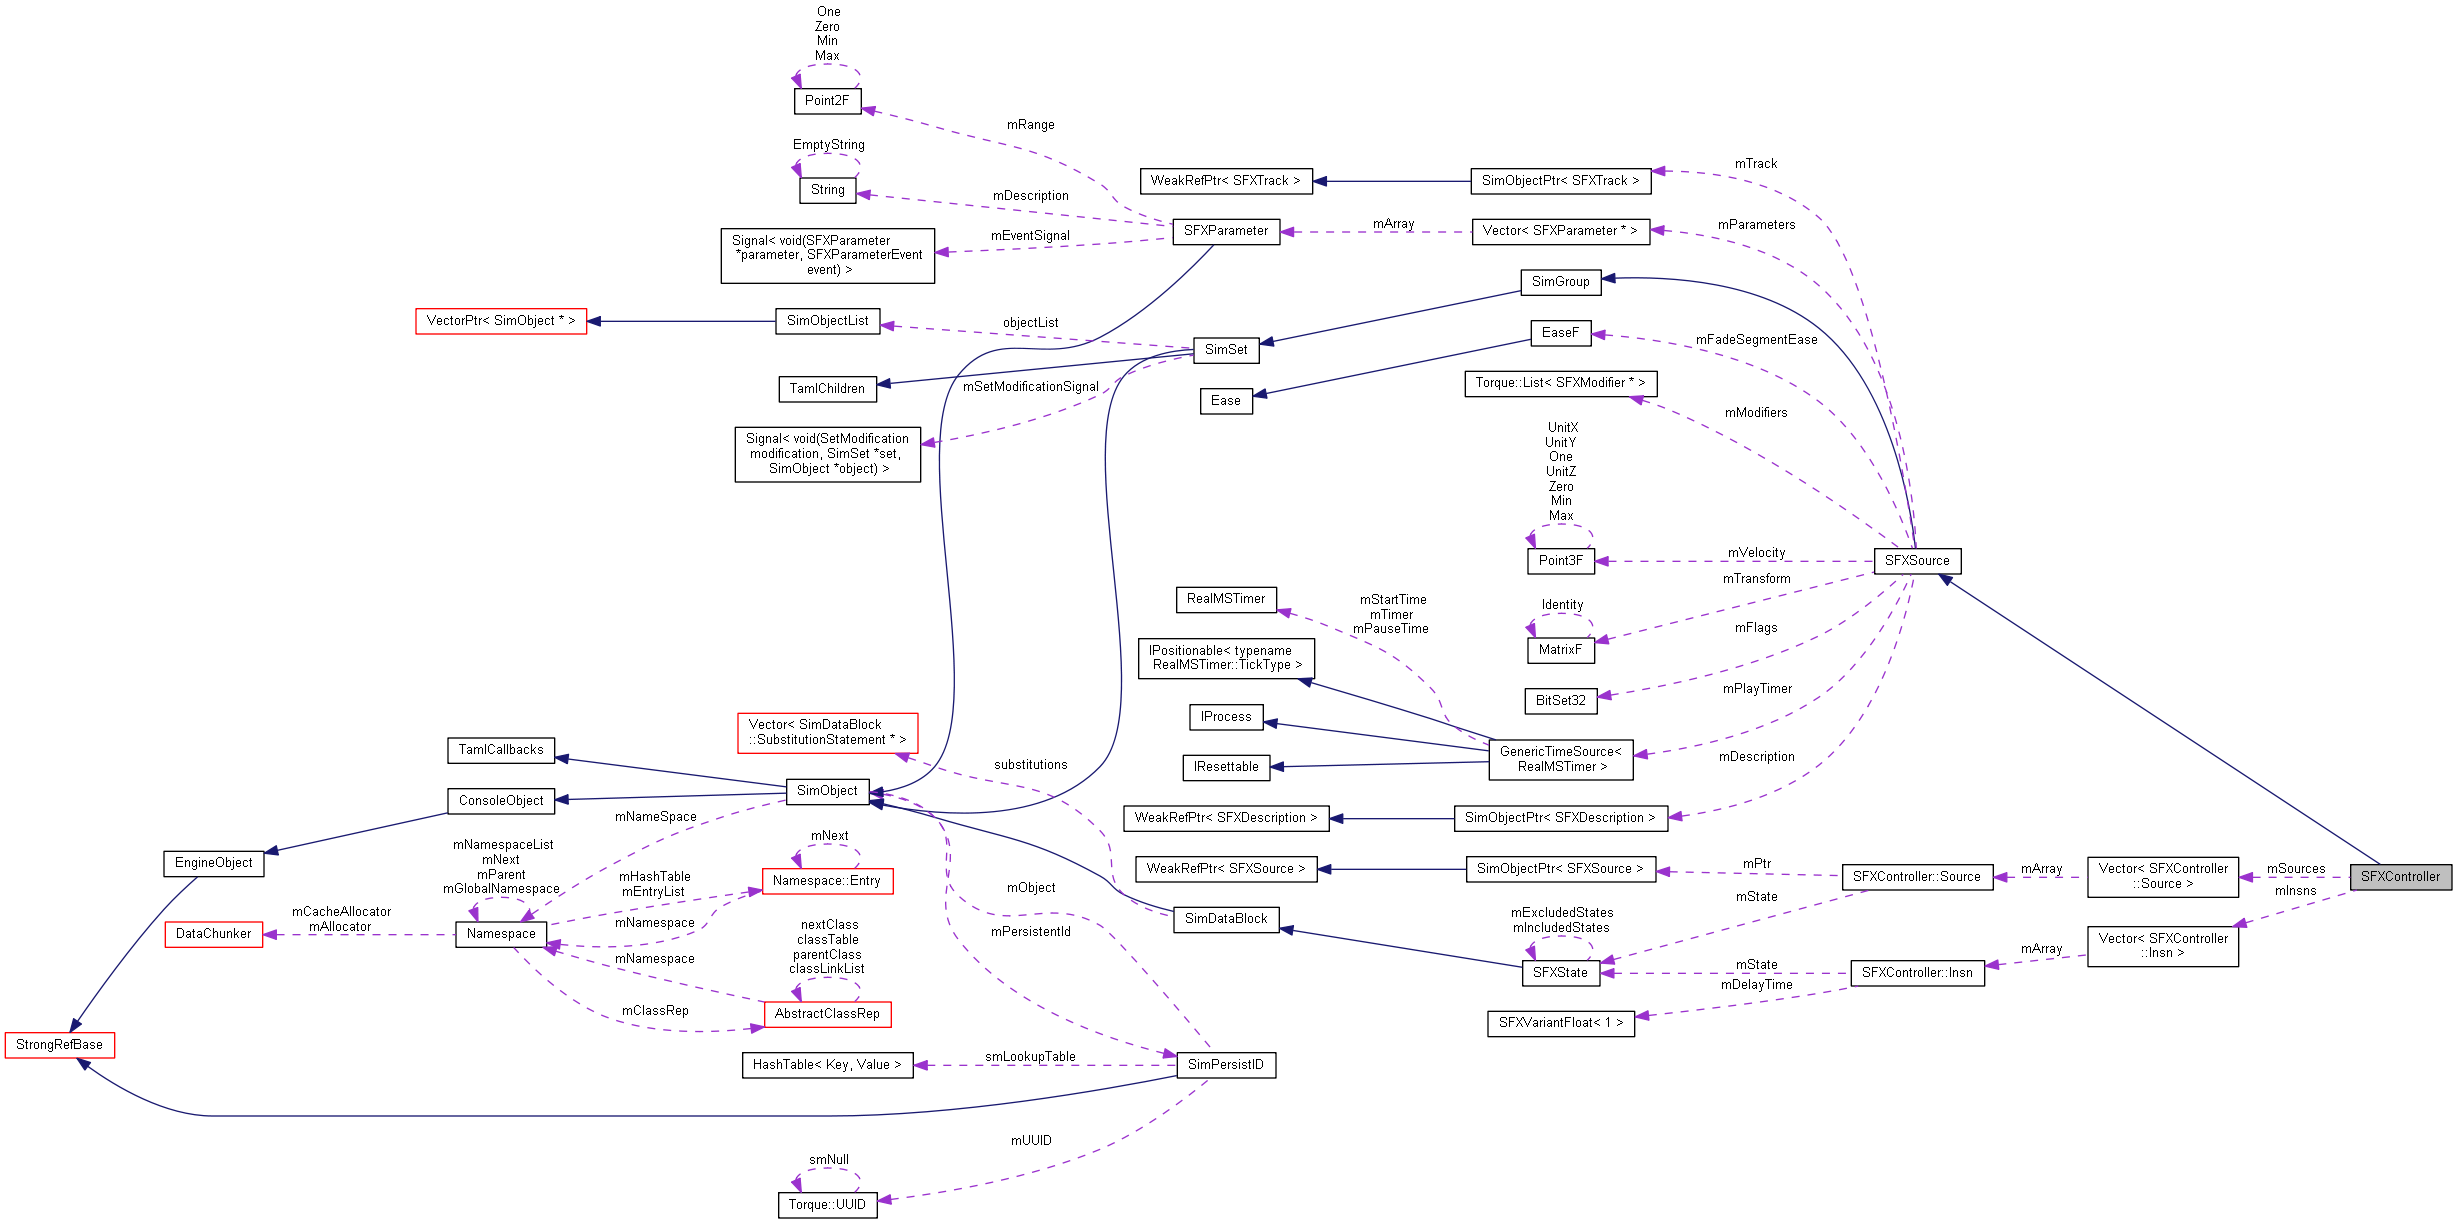 One
Zero
Min
Max
Point2F
mRange
EmptyString
String
mDescription
WeakRefPtr< SFXTrack >
SimObjectPtr< SFXTrack >
mTrack
Signal< void(SFXParameter
*parameter, SFXParameterEvent
event) >
mEventSignal
SFXParameter
mArray
Vector< SFXParameter * >
mParameters
SimGroup
VectorPtr< SimObject * >
SimObjectList
objectList
SimSet
EaseF
mFadeSegmentEase
TamlChildren
mSetModificationSignal
Ease
Torque::List< SFXModifier * >
mModifiers
Signal< void(SetModification
modification, SimSet *set,
SimObject *object) >
UnitX
UnitY
One
UnitZ
Zero
Min
Max
Point3F
mVelocity
SFXSource
mTransform
RealMSTimer
mStartTime
mTimer
mPauseTime
Identity
MatrixF
mFlags
IPositionable< typename
RealMSTimer::TickType >
BitSet32
mPlayTimer
IProcess
Vector< SimDataBlock
::SubstitutionStatement * >
substitutions
TamlCallbacks
IResettable
GenericTimeSource<
RealMSTimer >
mDescription
ConsoleObject
SimObject
mNameSpace
WeakRefPtr< SFXDescription >
SimObjectPtr< SFXDescription >
EngineObject
mNamespaceList
mNext
mParent
mGlobalNamespace
mNext
mHashTable
mEntryList
Namespace::Entry
mObject
WeakRefPtr< SFXSource >
SimObjectPtr< SFXSource >
mPtr
SFXController::Source
mArray
Vector< SFXController
::Source >
mSources
SFXController
mInsns
DataChunker
mCacheAllocator
mAllocator
Namespace
mNamespace
mPersistentId
SimDataBlock
mExcludedStates
mIncludedStates
mState
nextClass
classTable
parentClass
classLinkList
mNamespace
SFXState
mState
mDelayTime
SFXController::Insn
mArray
Vector< SFXController
::Insn >
mClassRep
AbstractClassRep
SFXVariantFloat< 1 >
StrongRefBase
HashTable< Key, Value >
smLookupTable
SimPersistID
mUUID
smNull
Torque::UUID